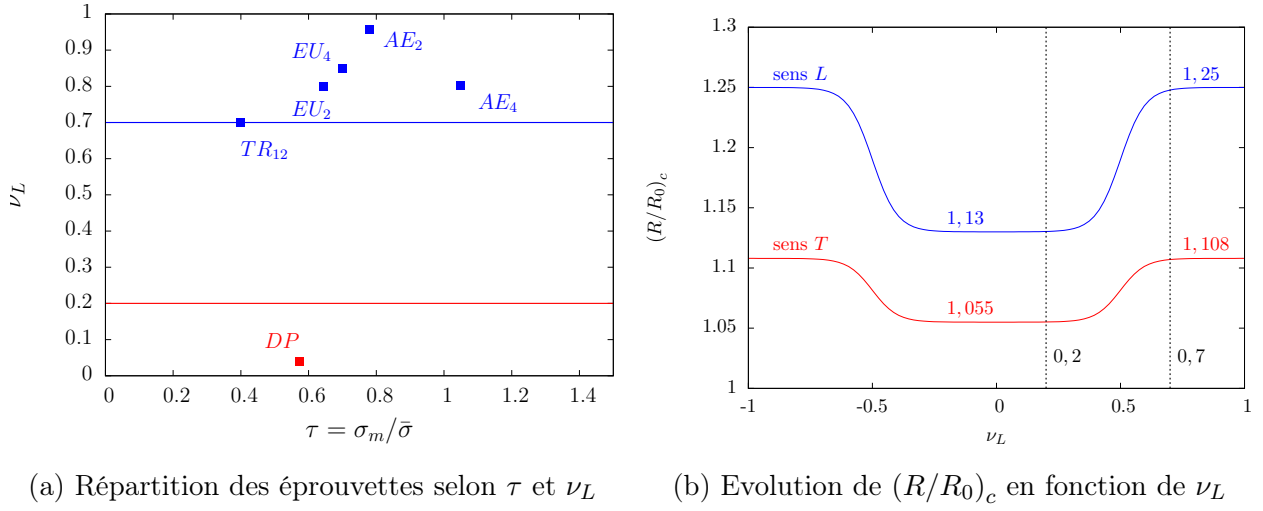 1
0.9
0.8
0.7
0.6
0.5
0.4
0.3
0.2
0.1
0
ν_L
AE_2
EU_4
EU_2
AE_4
TR_12
DP
0 0.2 0.4 0.6 0.8 1 1.2 1.4
τ = σ_m/σ̄
(a) Répartition des éprouvettes selon τ et ν_L
1.3
1.25
1.2
1.15
1.1
1.05
1
(R/R_0)_c
sens L
1, 25
1, 13
sens T
1, 108
1, 055
0, 2
0, 7
-1 -0.5 0 0.5 1
ν_L
(b) Evolution de (R/R_0)_c en fonction de ν_L